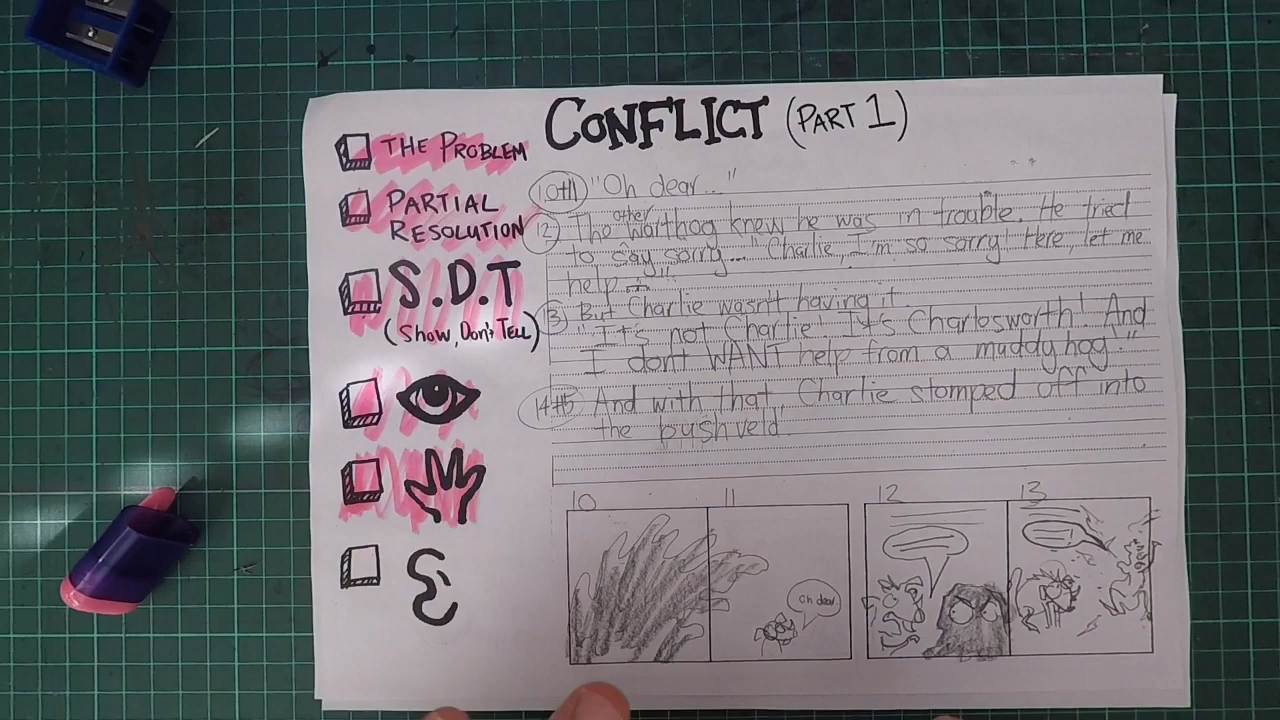 CONFLICT (PART 1)
THE PROBLEM
PARTIAL
RESOLUTION
S.D.T
(SHOW, DON'T TELL)
10+11 "Oh dear..."
other
12 The warthog knew he was in trouble. He tried
to say sorry... "Charlie, I'm so sorry! Here, let me
help..."
13 But Charlie wasn't having it.
"It's not Charlie! It's Charlosworth! And
I don't WANT help from a muddy hog!"
14+15 And with that, Charlie stomped off into
the bushveld.
10 11 12 13
Oh dear